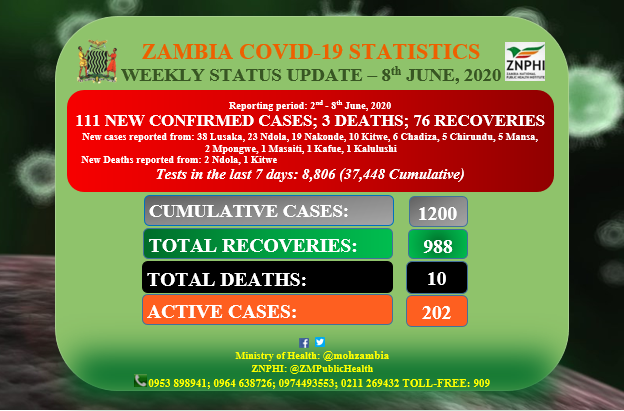 ZAMBIA COVID-19 STATISTICS
WEEKLY STATUS UPDATE – 8th JUNE, 2020
ZNPHI
ZAMBIA NATIONAL
PUBLIC HEALTH INSTITUTE
Reporting period: 2nd - 8th June, 2020
111 NEW CONFIRMED CASES; 3 DEATHS; 76 RECOVERIES
New cases reported from: 38 Lusaka, 23 Ndola, 19 Nakonde, 10 Kitwe, 6 Chadiza, 5 Chirundu, 5 Mansa,
2 Mpongwe, 1 Masaiti, 1 Kafue, 1 Kalulushi
New Deaths reported from: 2 Ndola, 1 Kitwe
Tests in the last 7 days: 8,806 (37,448 Cumulative)
CUMULATIVE CASES: 1200
TOTAL RECOVERIES: 988
TOTAL DEATHS: 10
ACTIVE CASES: 202
Ministry of Health: @mohzambia
ZNPHI: @ZMPublicHealth
0953 898941; 0964 638726; 0974493553; 0211 269432 TOLL-FREE: 909